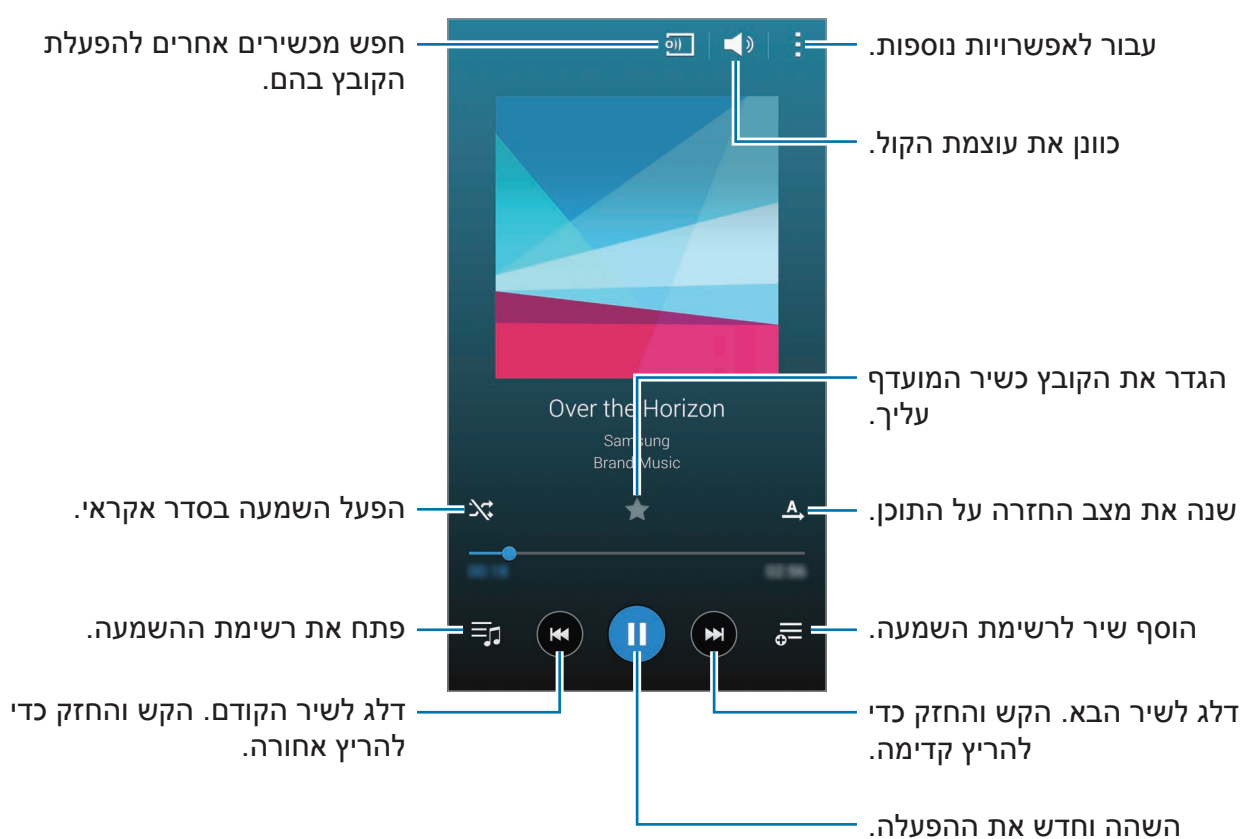 חפש מכשירים אחרים להפעלת
הקובץ בהם.
עבור לאפשרויות נוספות.
כוונן את עוצמת הקול.
הגדר את הקובץ כשיר המועדף
עליך.
Over the Horizon
Samsung
Brand Music
הפעל השמעה בסדר אקראי.
A
שנה את מצב החזרה על התוכן.
פתח את רשימת ההשמעה.
הוסף שיר לרשימת השמעה.
דלג לשיר הקודם. הקש והחזק כדי
להריץ אחורה.
דלג לשיר הבא. הקש והחזק כדי
להריץ קדימה.
השהה וחדש את ההפעלה.